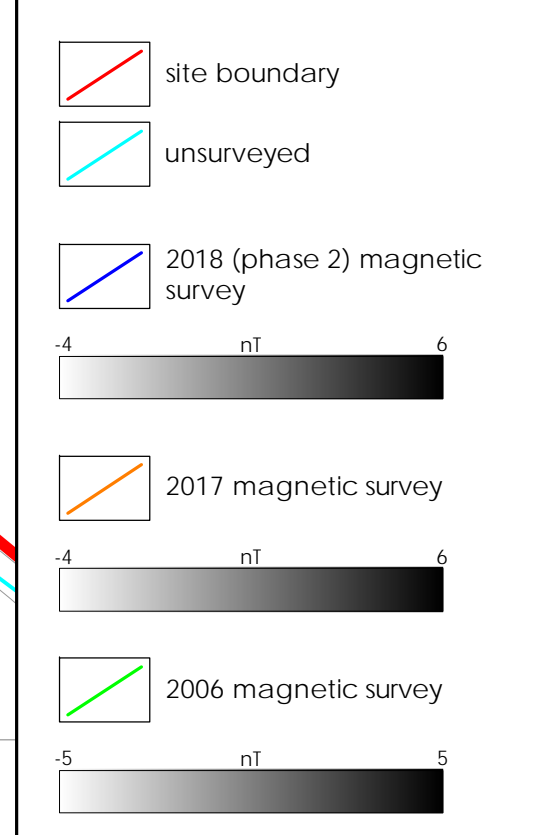 site boundary
unsurveyed
2018 (phase 2) magnetic
survey
-4 nT 6
2017 magnetic survey
-4 nT 6
2006 magnetic survey
-5 nT 5